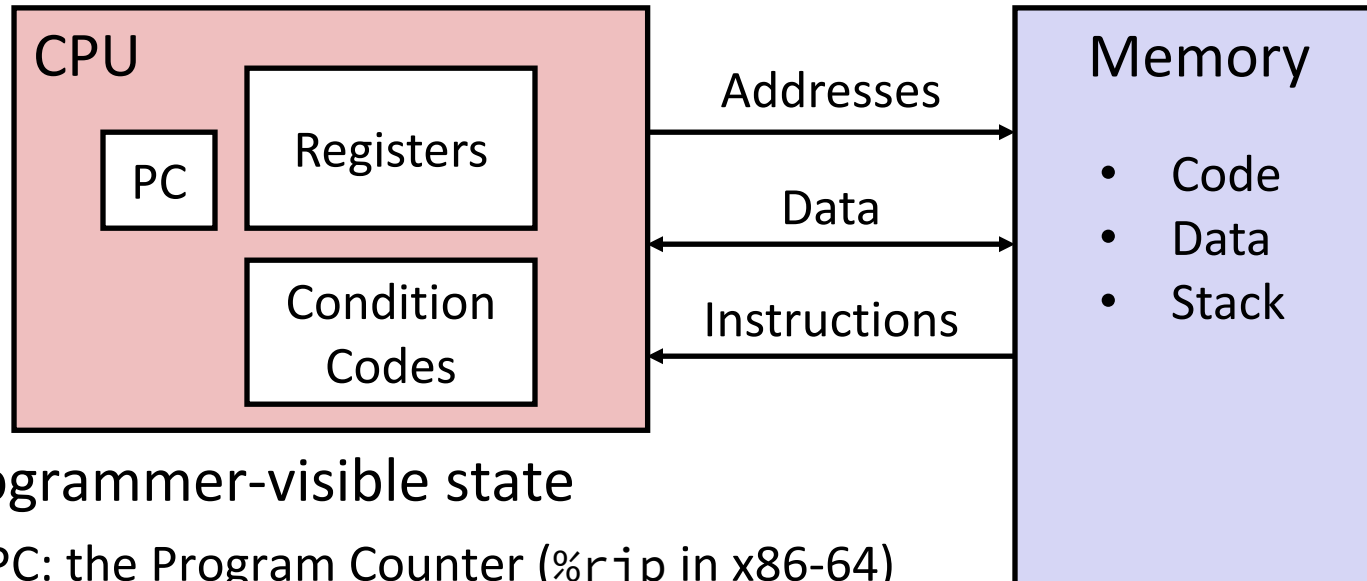 CPU
PC
Registers
Condition
Codes
Addresses
Data
Instructions
Memory
• Code
• Data
• Stack
ogrammer-visible state
PC: the Program Counter (%rip in x86-64)